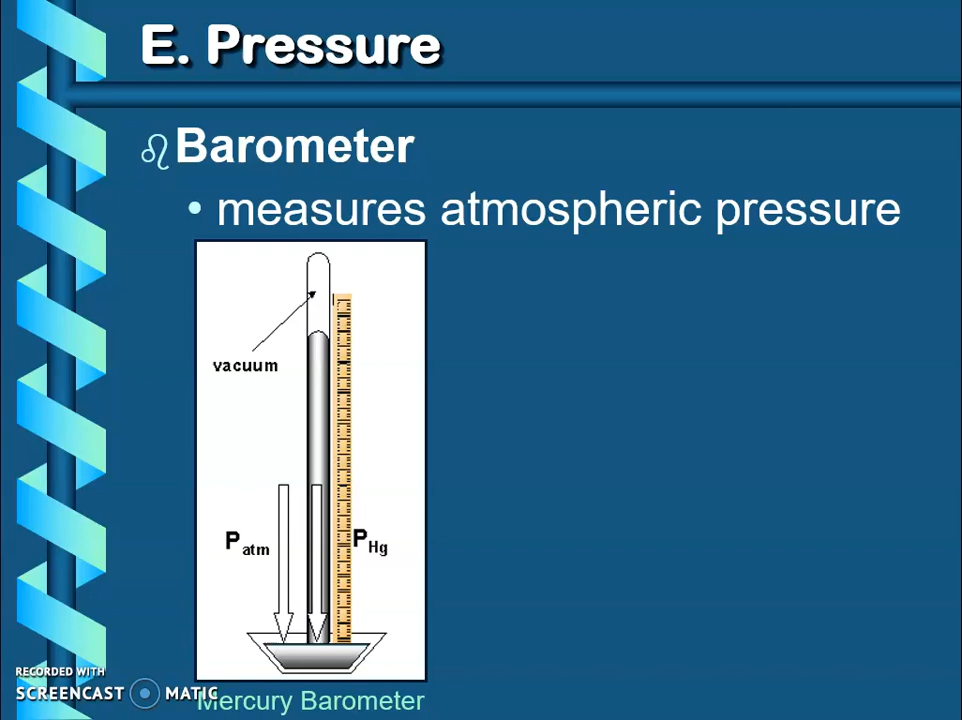 E. Pressure
Barometer
• measures atmospheric pressure
vacuum
Patm
PHg
RECORDED WITH
SCREENCAST MATIC
Mercury Barometer